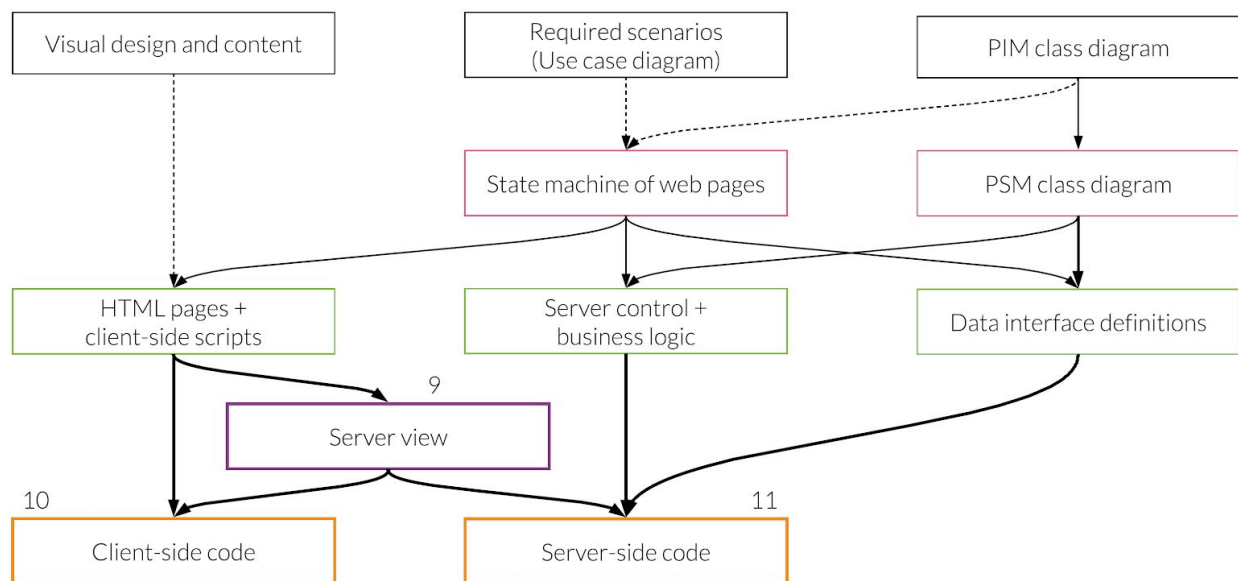 Visual design and content
Required scenarios
(Use case diagram)
PIM class diagram
State machine of web pages
PSM class diagram
HTML pages +
client-side scripts
Server control +
business logic
Data interface definitions
9
Server view
10
Client-side code
11
Server-side code